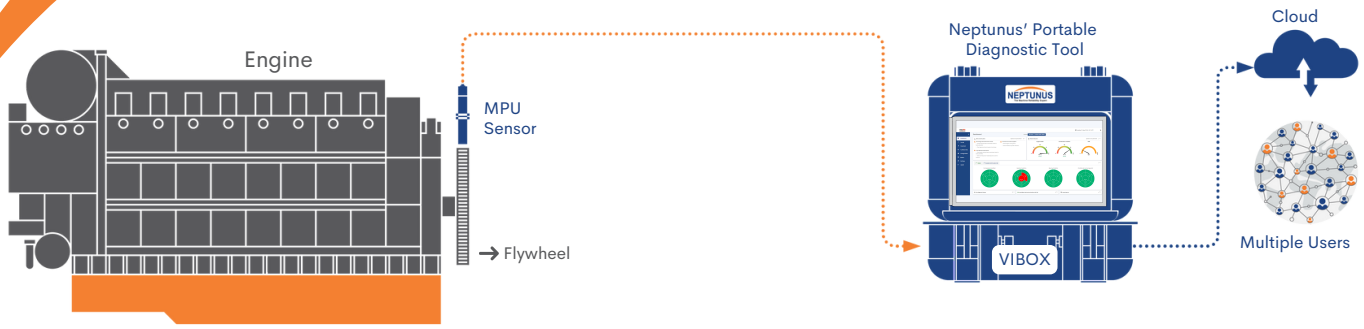 Engine
MPU
Sensor
Flywheel
Neptunus’ Portable
Diagnostic Tool
NEPTUNUS
VIBOX
Cloud
Multiple Users